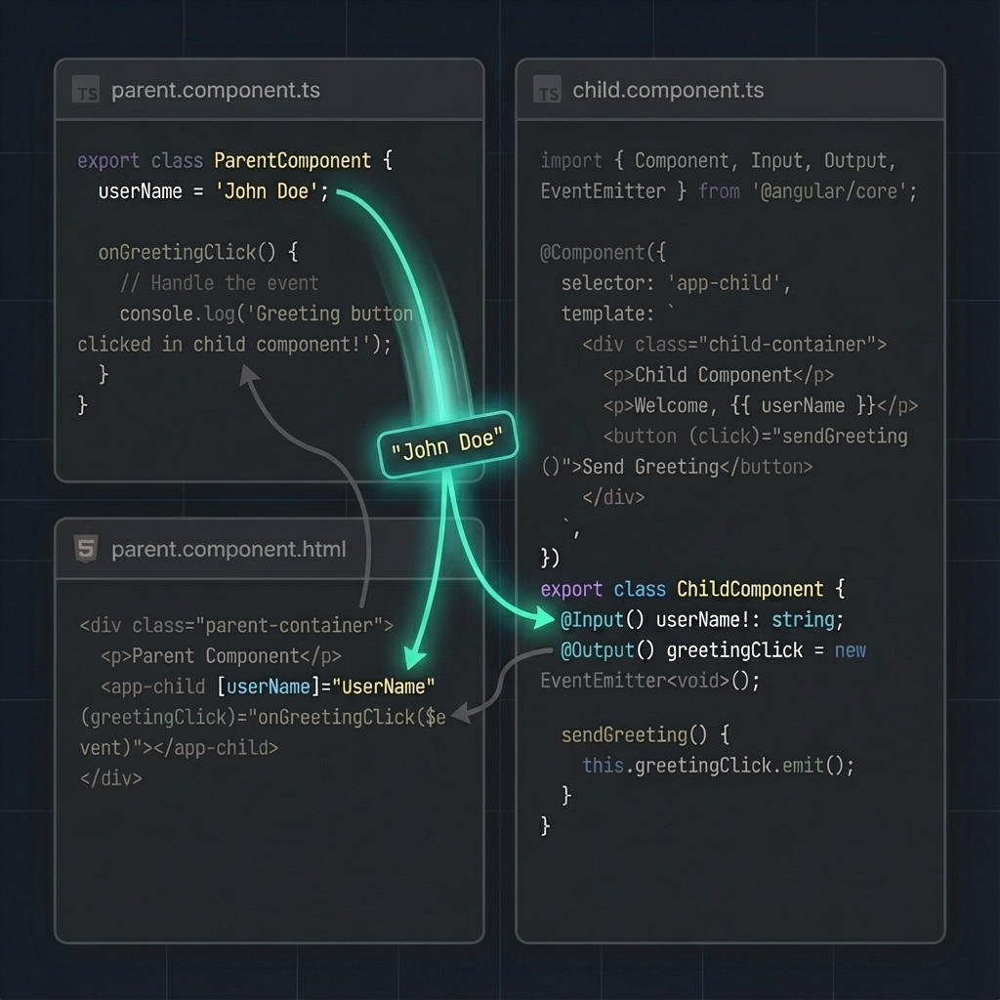 TS parent.component.ts
export class ParentComponent {
userName = 'John Doe';
onGreetingClick() {
// Handle the event
console.log('Greeting button
clicked in child component!');
}
}
"John Doe"
5 parent.component.html
<div class="parent-container">
<p>Parent Component</p>
<app-child [userName]="UserName"
(greetingClick)="onGreetingClick($e
vent)"></app-child>
</div>
TS child.component.ts
import { Component, Input, Output,
EventEmitter } from '@angular/core';
@Component({
selector: 'app-child',
template: `
<div class="child-container">
<p>Child Component</p>
<p>Welcome, {{ userName }}</p>
<button (click)="sendGreeting
()">Send Greeting</button>
</div>
`,
})
export class ChildComponent {
@Input() userName!: string;
@Output() greetingClick = new
EventEmitter<void>();
sendGreeting() {
this.greetingClick.emit();
}
}